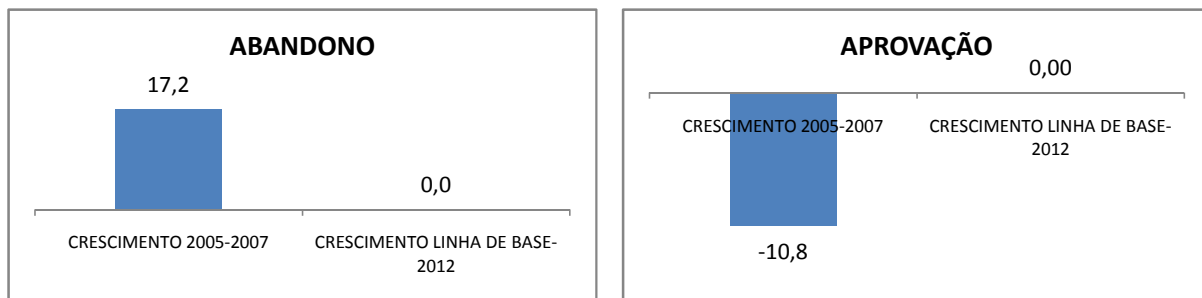 ABANDONO
17,2
0,0
CRESCIMENTO 2005-2007
CRESCIMENTO LINHA DE BASE-
2012
APROVAÇÃO
0,00
CRESCIMENTO 2005-2007
CRESCIMENTO LINHA DE BASE-
2012
-10,8